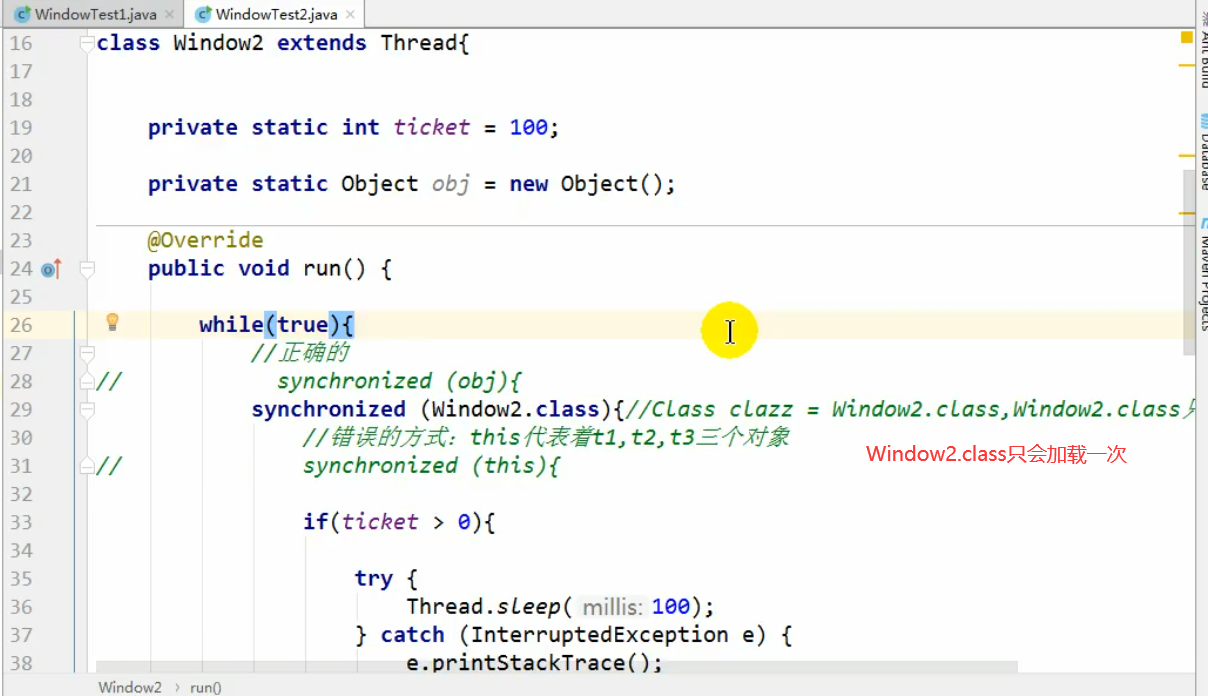 WindowTest1.java
WindowTest2.java
16 class Window2 extends Thread{
17
18
19 private static int ticket = 100;
20
21 private static Object obj = new Object();
22
23 @Override
24 public void run() {
25
26 while(true){
27 //正确的
28 // synchronized (obj){
29 synchronized (Window2.class){//Class clazz = Window2.class,Window2.class只
30 //错误的方式：this代表着t1,t2,t3三个对象
Window2.class只会加载一次
31 // synchronized (this){
32
33 if(ticket > 0){
34
35 try {
36 Thread.sleep( millis: 100);
37 } catch (InterruptedException e) {
38 e.printStackTrace();
Window2 › run()
Ant Build
Database
Maven Projects